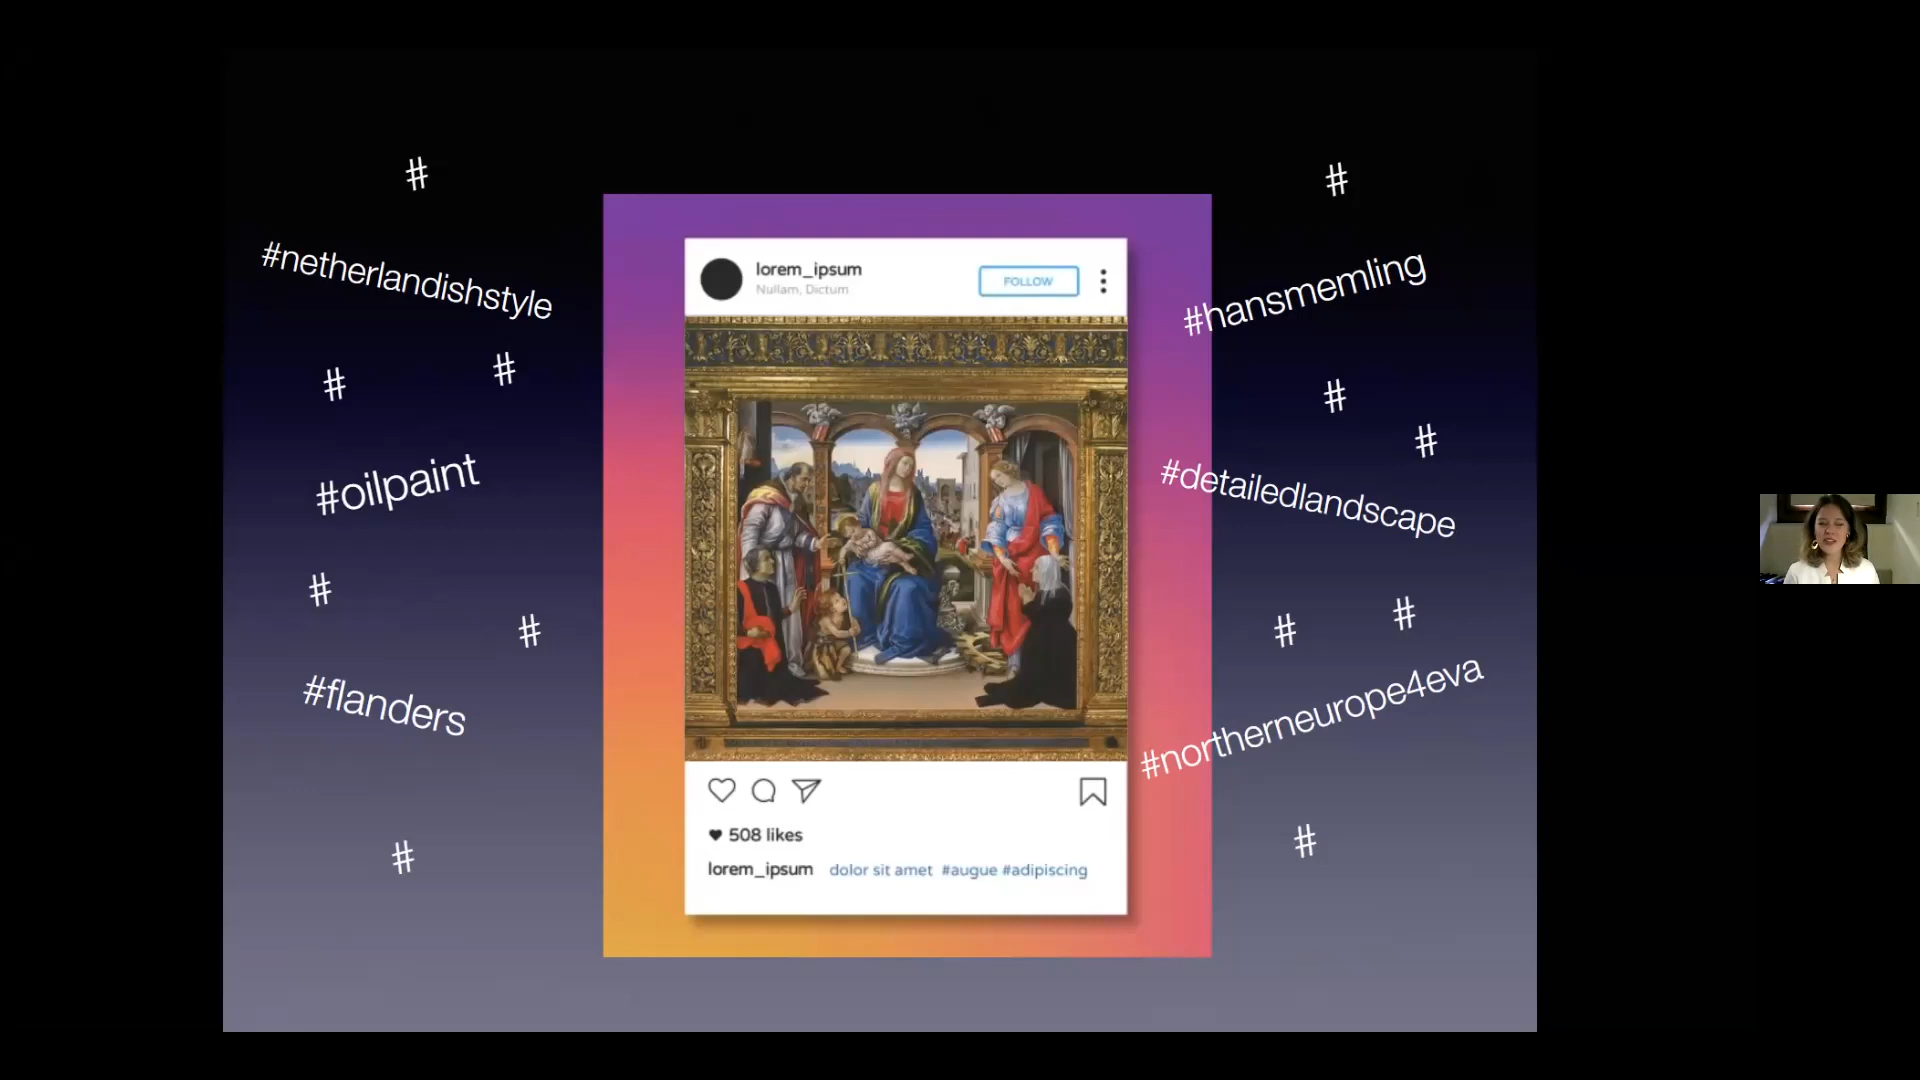 #
#
#netherlandishstyle
#hansmemling
lorem_ipsum
Nullam, Dictum
FOLLOW
#
#
#
#
#oilpaint
#detailedlandscape
#
#
#
#
#flanders
#northerneurope4eva
508 likes
lorem_ipsum dolor sit amet #augue #adipiscing
#
#